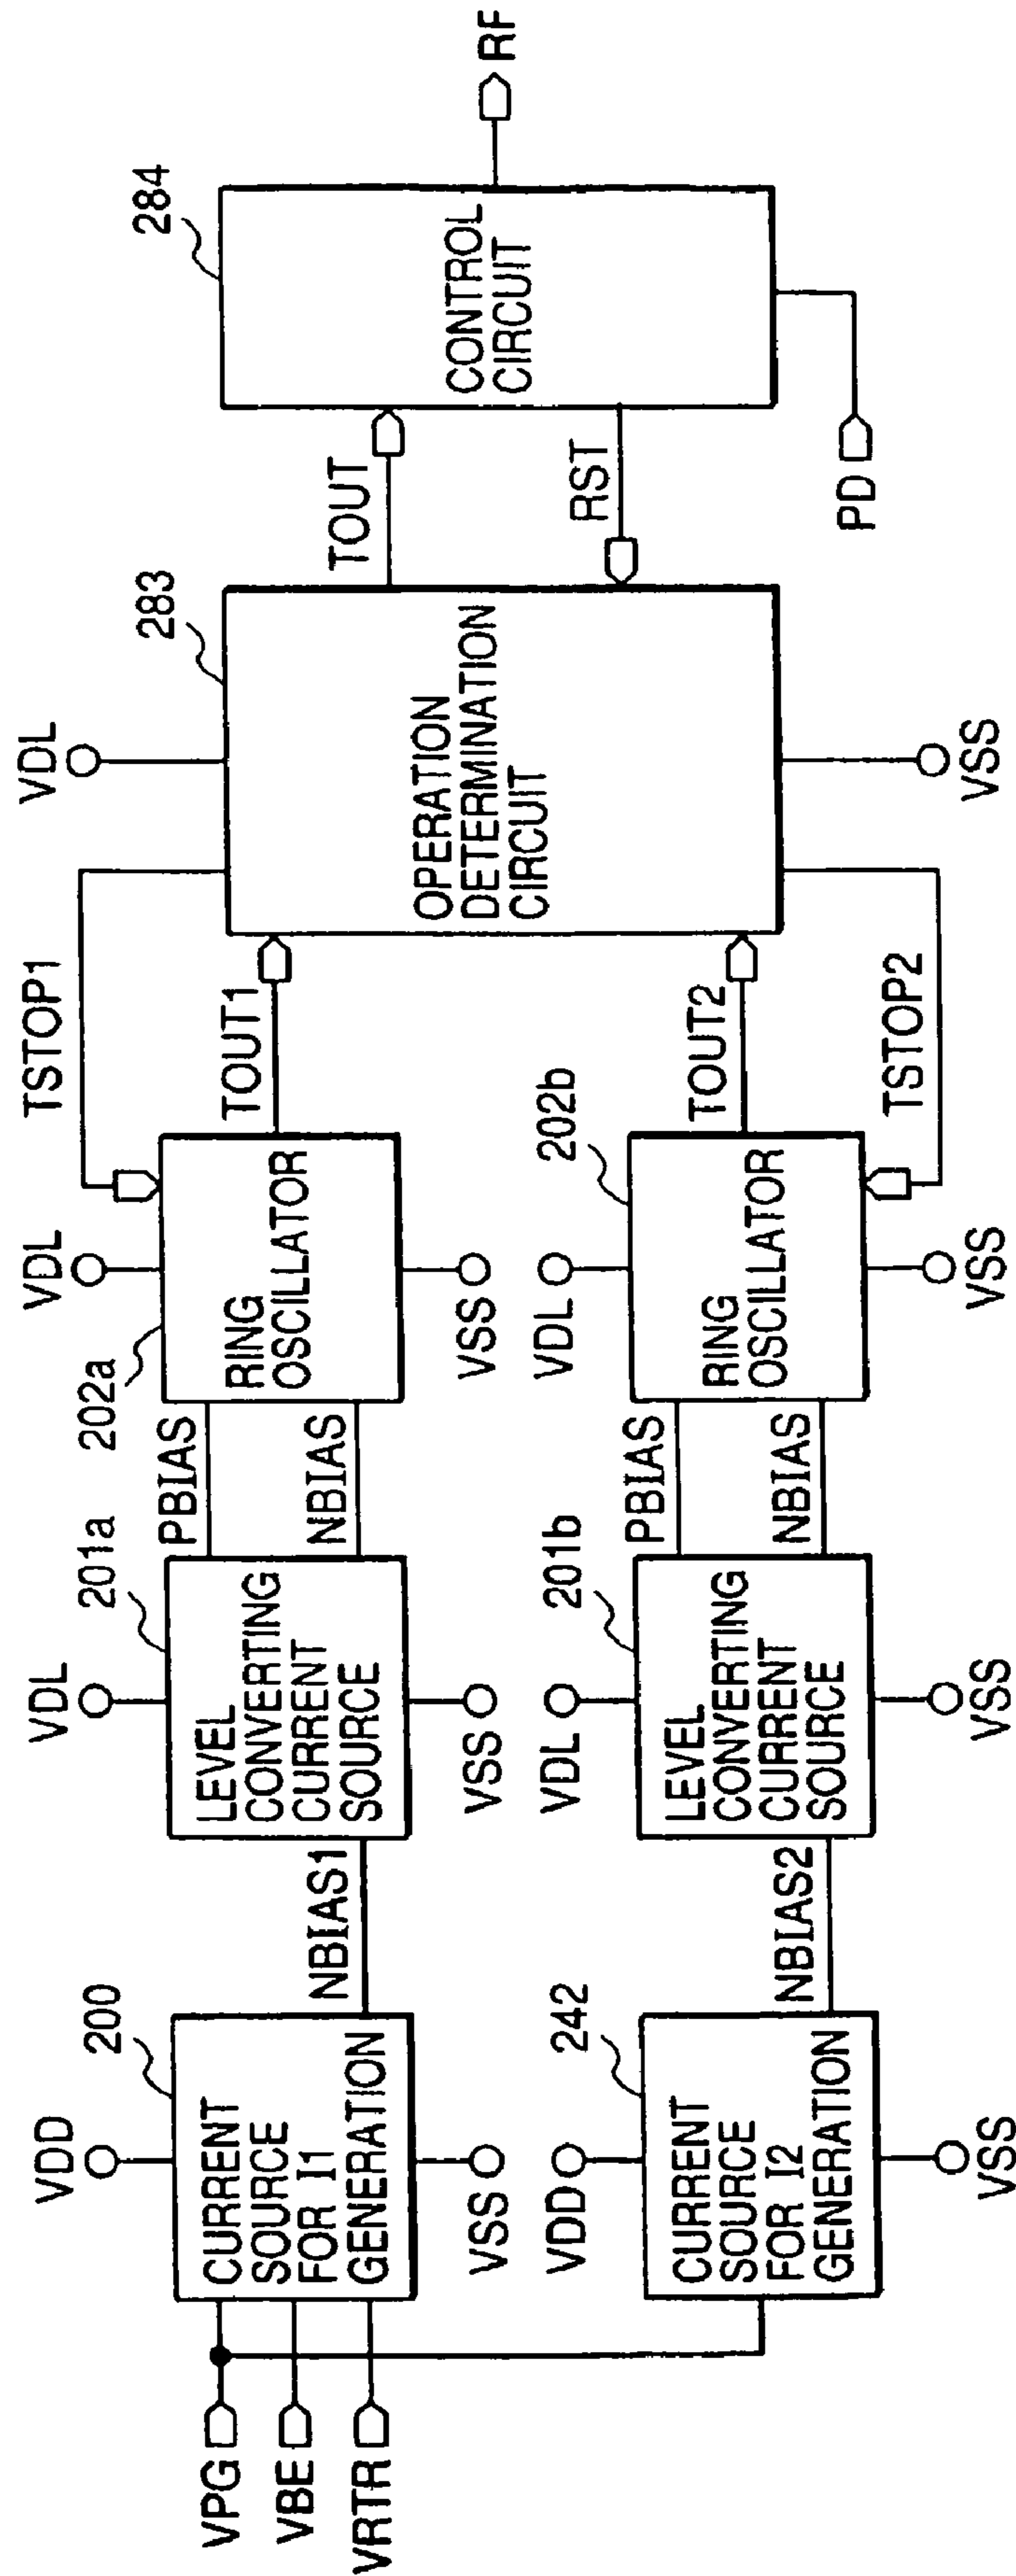 VPG
VBE
VRTR
VDD
200
CURRENT
SOURCE
FOR I1
GENERATION
VSS
NBIAS1
VDL
201a
LEVEL
CONVERTING
CURRENT
SOURCE
VSS
PBIAS
NBIAS
VDL
202a
RING
OSCILLATOR
VSS
TSTOP1
TOUT1
VDD
242
CURRENT
SOURCE
FOR I2
GENERATION
VSS
NBIAS2
VDL
201b
LEVEL
CONVERTING
CURRENT
SOURCE
VSS
PBIAS
NBIAS
VDL
202b
RING
OSCILLATOR
VSS
TOUT2
TSTOP2
VDL
283
OPERATION
DETERMINATION
CIRCUIT
VSS
TOUT
RST
284
CONTROL
CIRCUIT
PD
RF